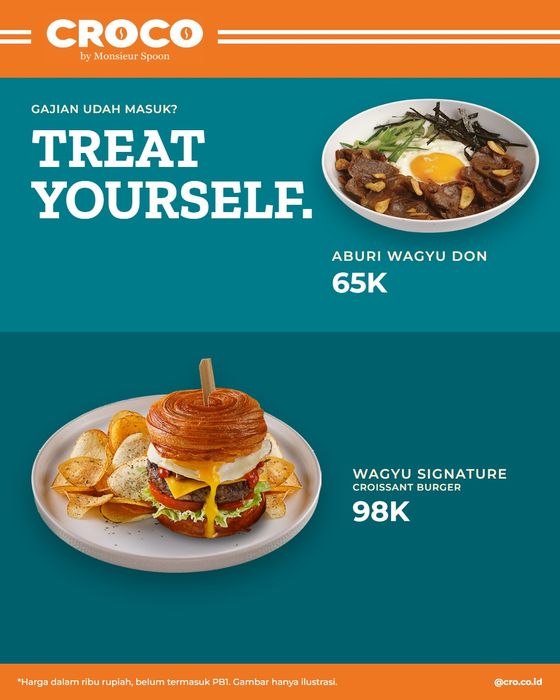 CROCO
by Monsieur Spoon
GAJIAN UDAH MASUK?
TREAT
YOURSELF.
ABURI WAGYU DON
65K
WAGYU SIGNATURE
CROISSANT BURGER
98K
*Harga dalam ribu rupiah, belum termasuk PB1. Gambar hanya ilustrasi.
@cro.co.id